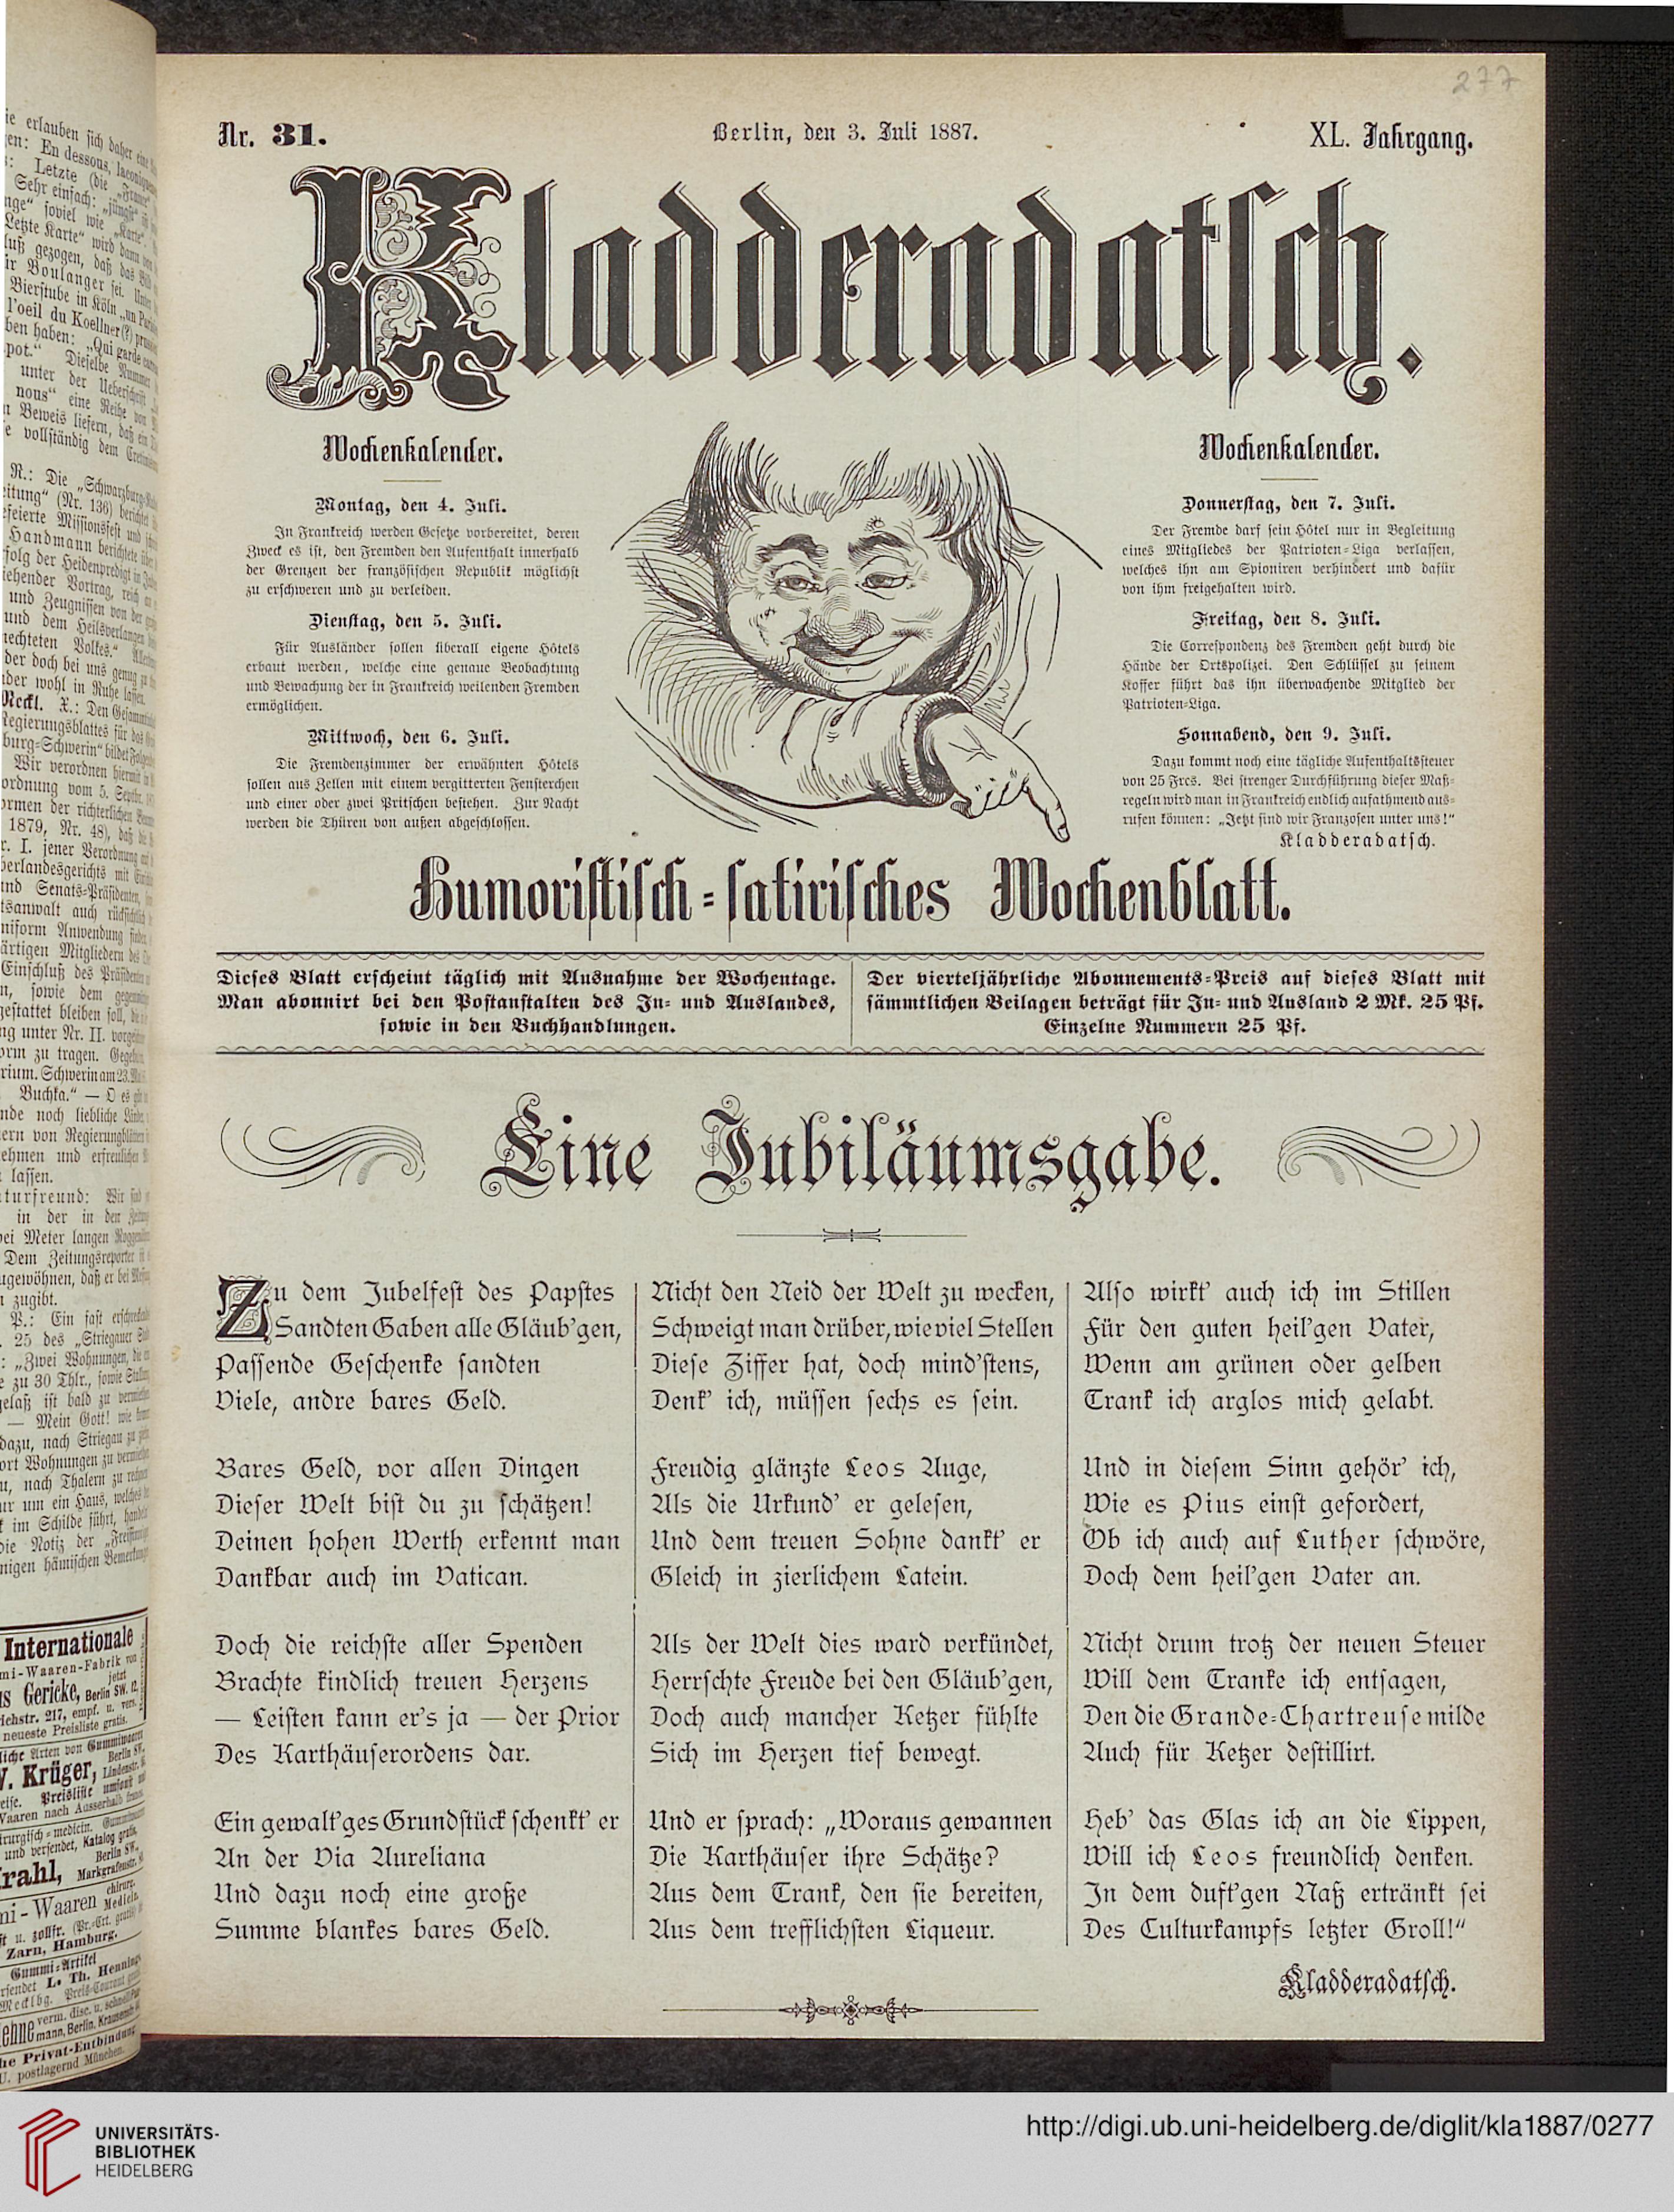 277
Nr. 31.
Berlin, den 3. Juli 1887.
XL. Jahrgang.
Kladderadatsch.
Wochenkalender.
Montag, den 4. Juli.
In Frankreich werden Gesetze vorbereitet, deren
Zweck es ist, den Fremden den Aufenthalt innerhalb
der Grenzen der französischen Republik möglichst
zu erschweren und zu verleiden.
Dienstag, den 5. Juli.
Für Ausländer sollen überall eigene Hôtels
erbaut werden, welche eine genaue Beobachtung
und Bewachung der in Frankreich weilenden Fremden
ermöglichen.
Mittwoch, den 6. Juli.
Die Fremdenzimmer der erwähnten Hôtels
sollen aus Zellen mit einem vergitterten Fensterchen
und einer oder zwei Pritschen bestehen. Zur Nacht
werden die Thüren von außen abgeschlossen.
Wochenkalender.
Donnerstag, den 7. Juli.
Der Fremde darf sein Hôtel nur in Begleitung
eines Mitgliedes der Patrioten-Liga verlassen,
welches ihn am Spioniren verhindert und dafür
von ihm freigehalten wird.
Freitag, den 8. Juli.
Die Correspondenz des Fremden geht durch die
Hände der Ortspolizei. Den Schlüssel zu seinem
Koffer führt das ihn überwachende Mitglied der
Patrioten-Liga.
Sonnabend, den 9. Juli.
Dazu kommt noch eine tägliche Aufenthaltssteuer
von 25 Frcs. Bei strenger Durchführung dieser Maß-
regeln wird man in Frankreich endlich aufathmend aus-
rufen können: „Jetzt sind wir Franzosen unter uns!“
Kladderadatsch.
Humoristisch-satirisches Wochenblatt.
Dieses Blatt erscheint täglich mit Ausnahme der Wochentage.
Man abonnirt bei den Postanstalten des In- und Auslandes,
sowie in den Buchhandlungen.
Der vierteljährliche Abonnements-Preis auf dieses Blatt mit
sämmtlichen Beilagen beträgt für In- und Ausland 2 Mk. 25 Pf.
Einzelne Nummern 25 Pf.
Eine Jubiläumsgabe.
Zu dem Jubelfest des Papstes
Sandten Gaben alle Gläub'gen,
Passende Geschenke sandten
Viele, andre bares Geld.
Bares Geld, vor allen Dingen
Dieser Welt bist du zu schätzen!
Deinen hohen Werth erkennt man
Dankbar auch im Vatican.
Doch die reichste aller Spenden
Brachte kindlich treuen Herzens
— Leisten kann er's ja — der Prior
Des Karthäuserordens dar.
Ein gewalt'ges Grundstück schenkt' er
An der Via Aureliana
Und dazu noch eine große
Summe blankes bares Geld.
Nicht den Neid der Welt zu wecken,
Schweigt man drüber, wieviel Stellen
Diese Ziffer hat, doch mind'stens,
Denk' ich, müssen sechs es sein.
Freudig glänzte Leos Auge,
Als die Urkund' er gelesen,
Und dem treuen Sohne dankt' er
Gleich in zierlichem Latein.
Als der Welt dies ward verkündet,
Herrschte Freude bei den Gläub'gen,
Doch auch mancher Ketzer fühlte
Sich im Herzen tief bewegt.
Und er sprach: „Woraus gewannen
Die Karthäuser ihre Schätze?
Aus dem Trank, den sie bereiten,
Aus dem trefflichsten Liqueur.
Also wirkt' auch ich im Stillen
Für den guten heil'gen Vater,
Wenn am grünen oder gelben
Trank ich arglos mich gelabt.
Und in diesem Sinn gehör' ich,
Wie es Pius einst gefordert,
Ob ich auch auf Luther schwöre,
Doch dem heil'gen Vater an.
Nicht drum trotz der neuen Steuer
Will dem Tranke ich entsagen,
Den die Grande-Chartreuse milde
Auch für Ketzer destillirt.
Heb' das Glas ich an die Lippen,
Will ich Leos freundlich denken.
In dem duft'gen Naß ertränkt sei
Des Culturkampfs letzter Groll!“
Kladderadatsch.
UNIVERSITÄTS-
BIBLIOTHEK
HEIDELBERG
http://digi.ub.uni-heidelberg.de/diglit/kla1887/0277